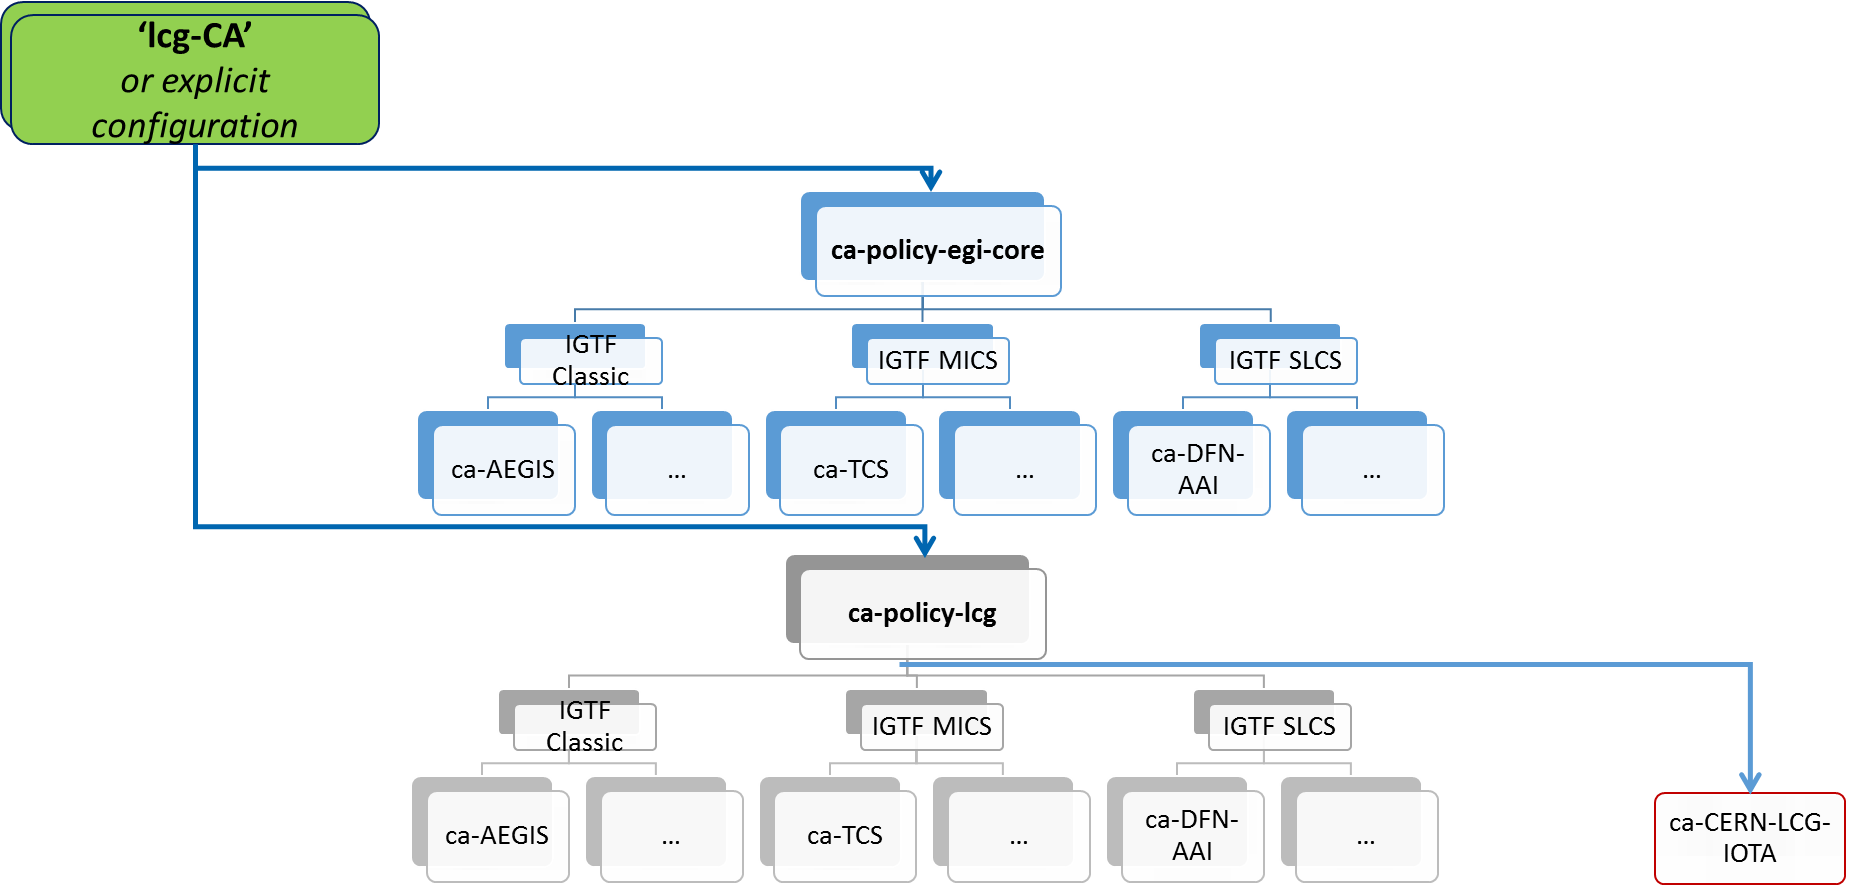 ‘lcg-CA’
or explicit
configuration
ca-policy-egi-core
IGTF
Classic
IGTF MICS
IGTF SLCS
ca-AEGIS
...
ca-TCS
...
ca-DFN-
AAI
...
ca-policy-lcg
IGTF
Classic
IGTF MICS
IGTF SLCS
ca-AEGIS
...
ca-TCS
...
ca-DFN-
AAI
...
ca-CERN-LCG-
IOTA